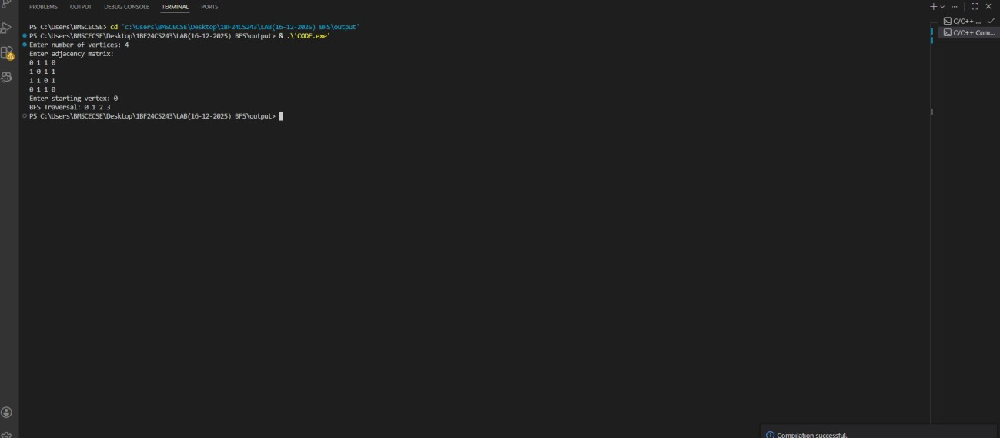 PROBLEMS OUTPUT DEBUG CONSOLE TERMINAL PORTS
PS C:\Users\BMSCECSE> cd 'c:\Users\BMSCECSE\Desktop\1BF24CS243\LAB(16-12-2025) BFS\output'
PS C:\Users\BMSCECSE\Desktop\1BF24CS243\LAB(16-12-2025) BFS\output> & .\'CODE.exe'
Enter number of vertices: 4
Enter adjacency matrix:
0 1 1 0
1 0 1 1
1 1 0 1
0 1 1 0
Enter starting vertex: 0
BFS Traversal: 0 1 2 3
PS C:\Users\BMSCECSE\Desktop\1BF24CS243\LAB(16-12-2025) BFS\output>
C/C++ ...
C/C++ Com...
Compilation successful.